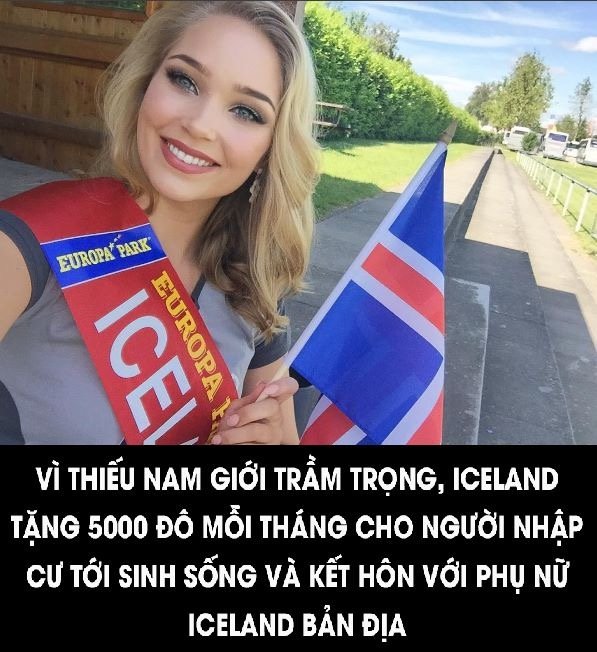 EUROPA PARK
EUROPA
ICEL
VÌ THIẾU NAM GIỚI TRẦM TRỌNG, ICELAND
TẶNG 5000 ĐÔ MỖI THÁNG CHO NGƯỜI NHẬP
CƯ TỚI SINH SỐNG VÀ KẾT HÔN VỚI PHỤ NỮ
ICELAND BẢN ĐỊA